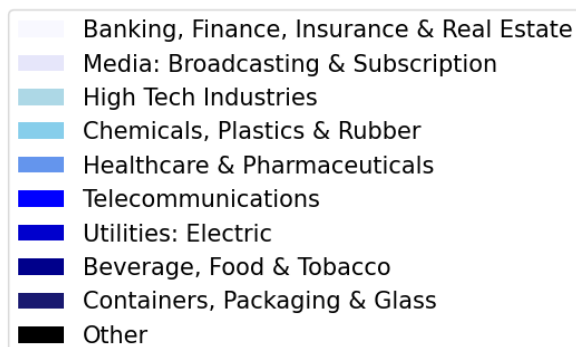 Banking, Finance, Insurance & Real Estate
Media: Broadcasting & Subscription
High Tech Industries
Chemicals, Plastics & Rubber
Healthcare & Pharmaceuticals
Telecommunications
Utilities: Electric
Beverage, Food & Tobacco
Containers, Packaging & Glass
Other